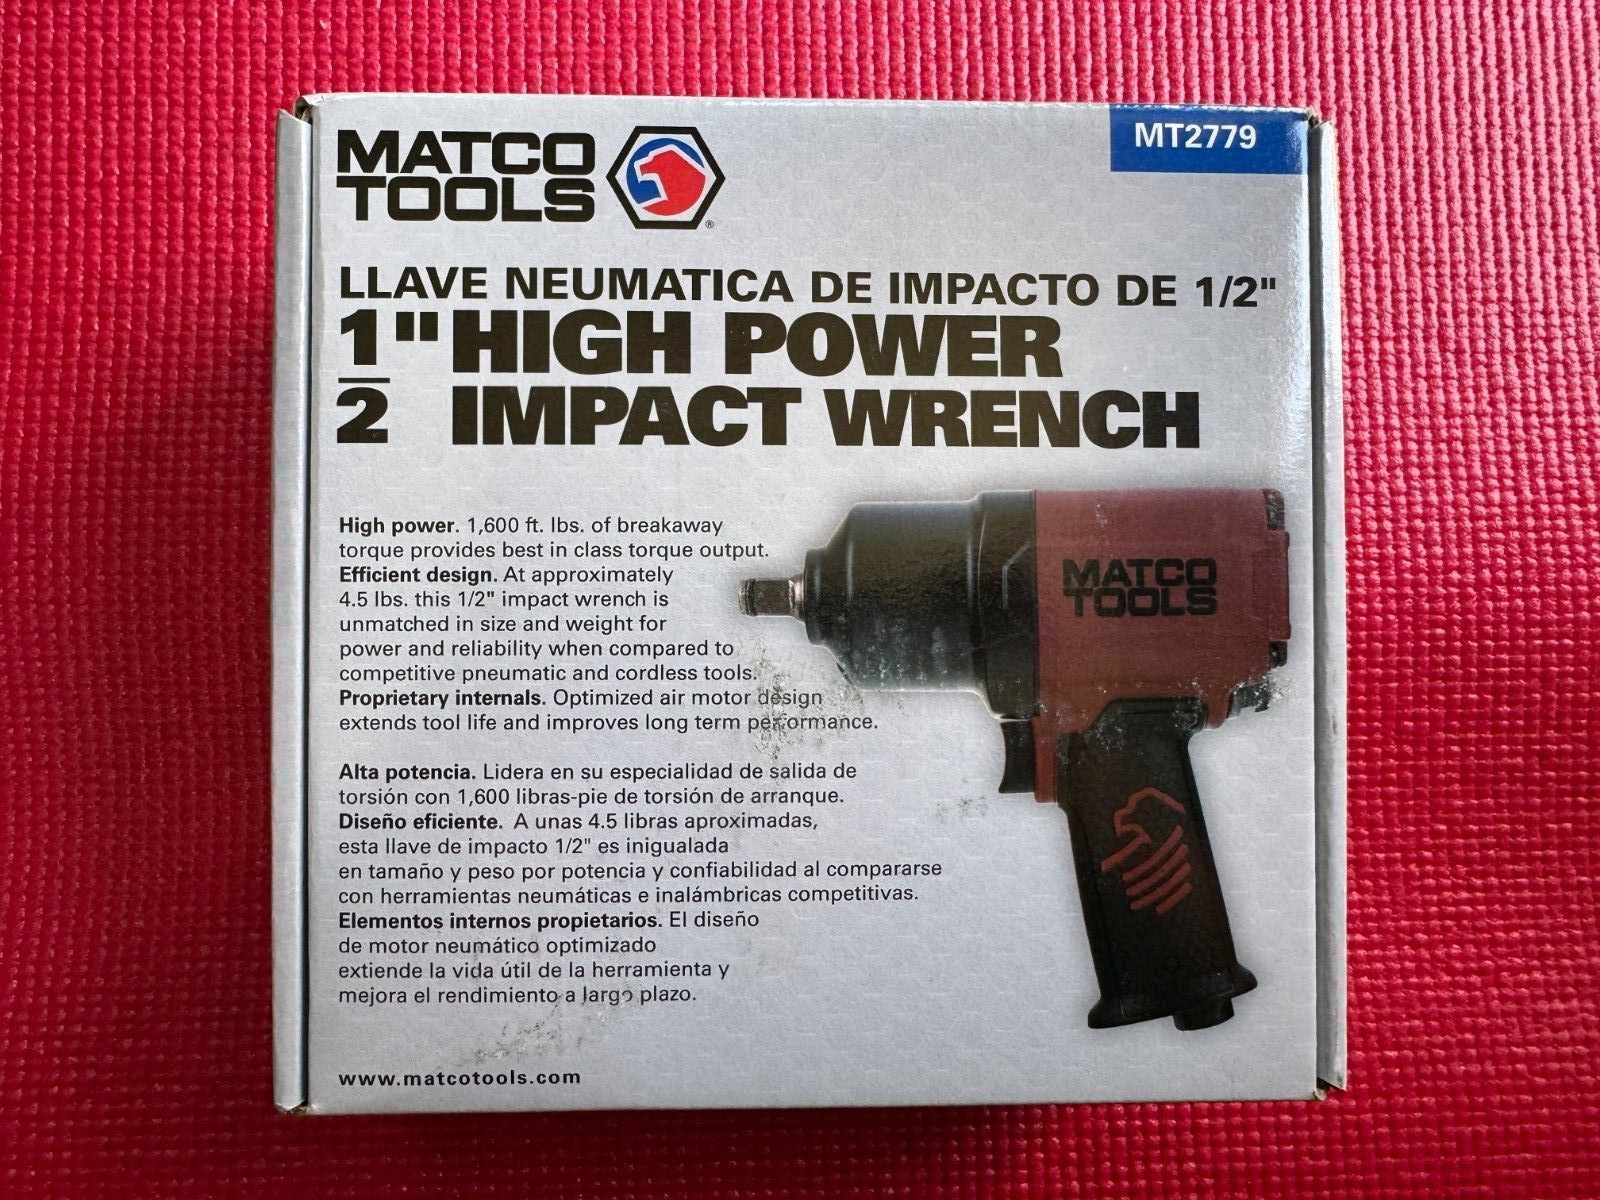 MATCO
TOOLS
®
MT2779
LLAVE NEUMATICA DE IMPACTO DE 1/2"
1/2" HIGH POWER
IMPACT WRENCH
High power. 1,600 ft. lbs. of breakaway
torque provides best in class torque output.
Efficient design. At approximately
4.5 lbs. this 1/2" impact wrench is
unmatched in size and weight for
power and reliability when compared to
competitive pneumatic and cordless tools.
Proprietary internals. Optimized air motor design
extends tool life and improves long term performance.
MATCO
TOOLS
Alta potencia. Lidera en su especialidad de salida de
torsión con 1,600 libras-pie de torsión de arranque.
Diseño eficiente. A unas 4.5 libras aproximadas,
esta llave de impacto 1/2" es inigualada
en tamaño y peso por potencia y confiabilidad al compararse
con herramientas neumáticas e inalámbricas competitivas.
Elementos internos propietarios. El diseño
de motor neumático optimizado
extiende la vida útil de la herramienta y
mejora el rendimiento a largo plazo.
www.matcotools.com